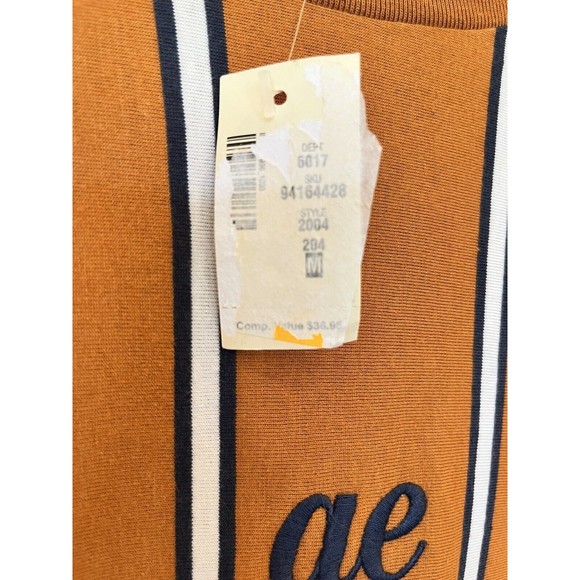 DEPT
6017
SKU
94164428
STYLE
2004
204
M
Comp. Value $36.95
ae